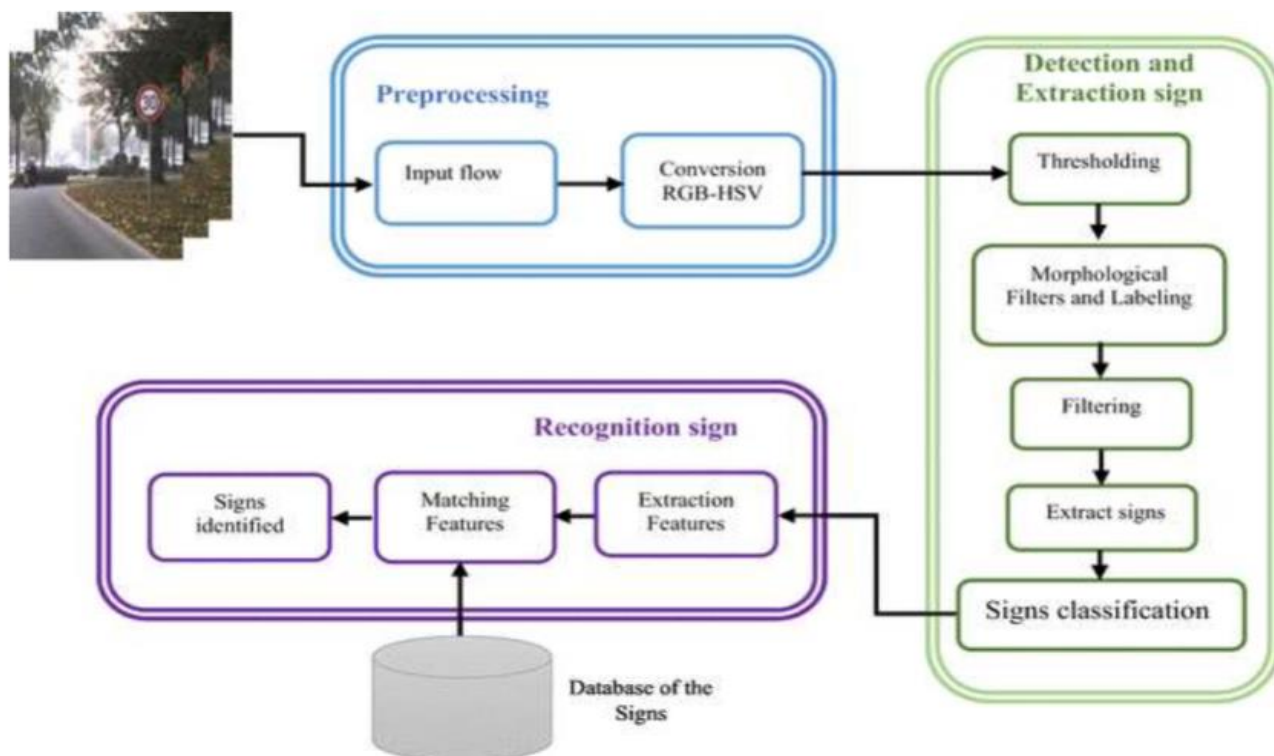 30
Preprocessing
Input flow
Conversion
RGB-HSV
Detection and
Extraction sign
Thresholding
Morphological
Filters and Labeling
Filtering
Extract signs
Signs classification
Recognition sign
Extraction
Features
Matching
Features
Signs
identified
Database of the
Signs